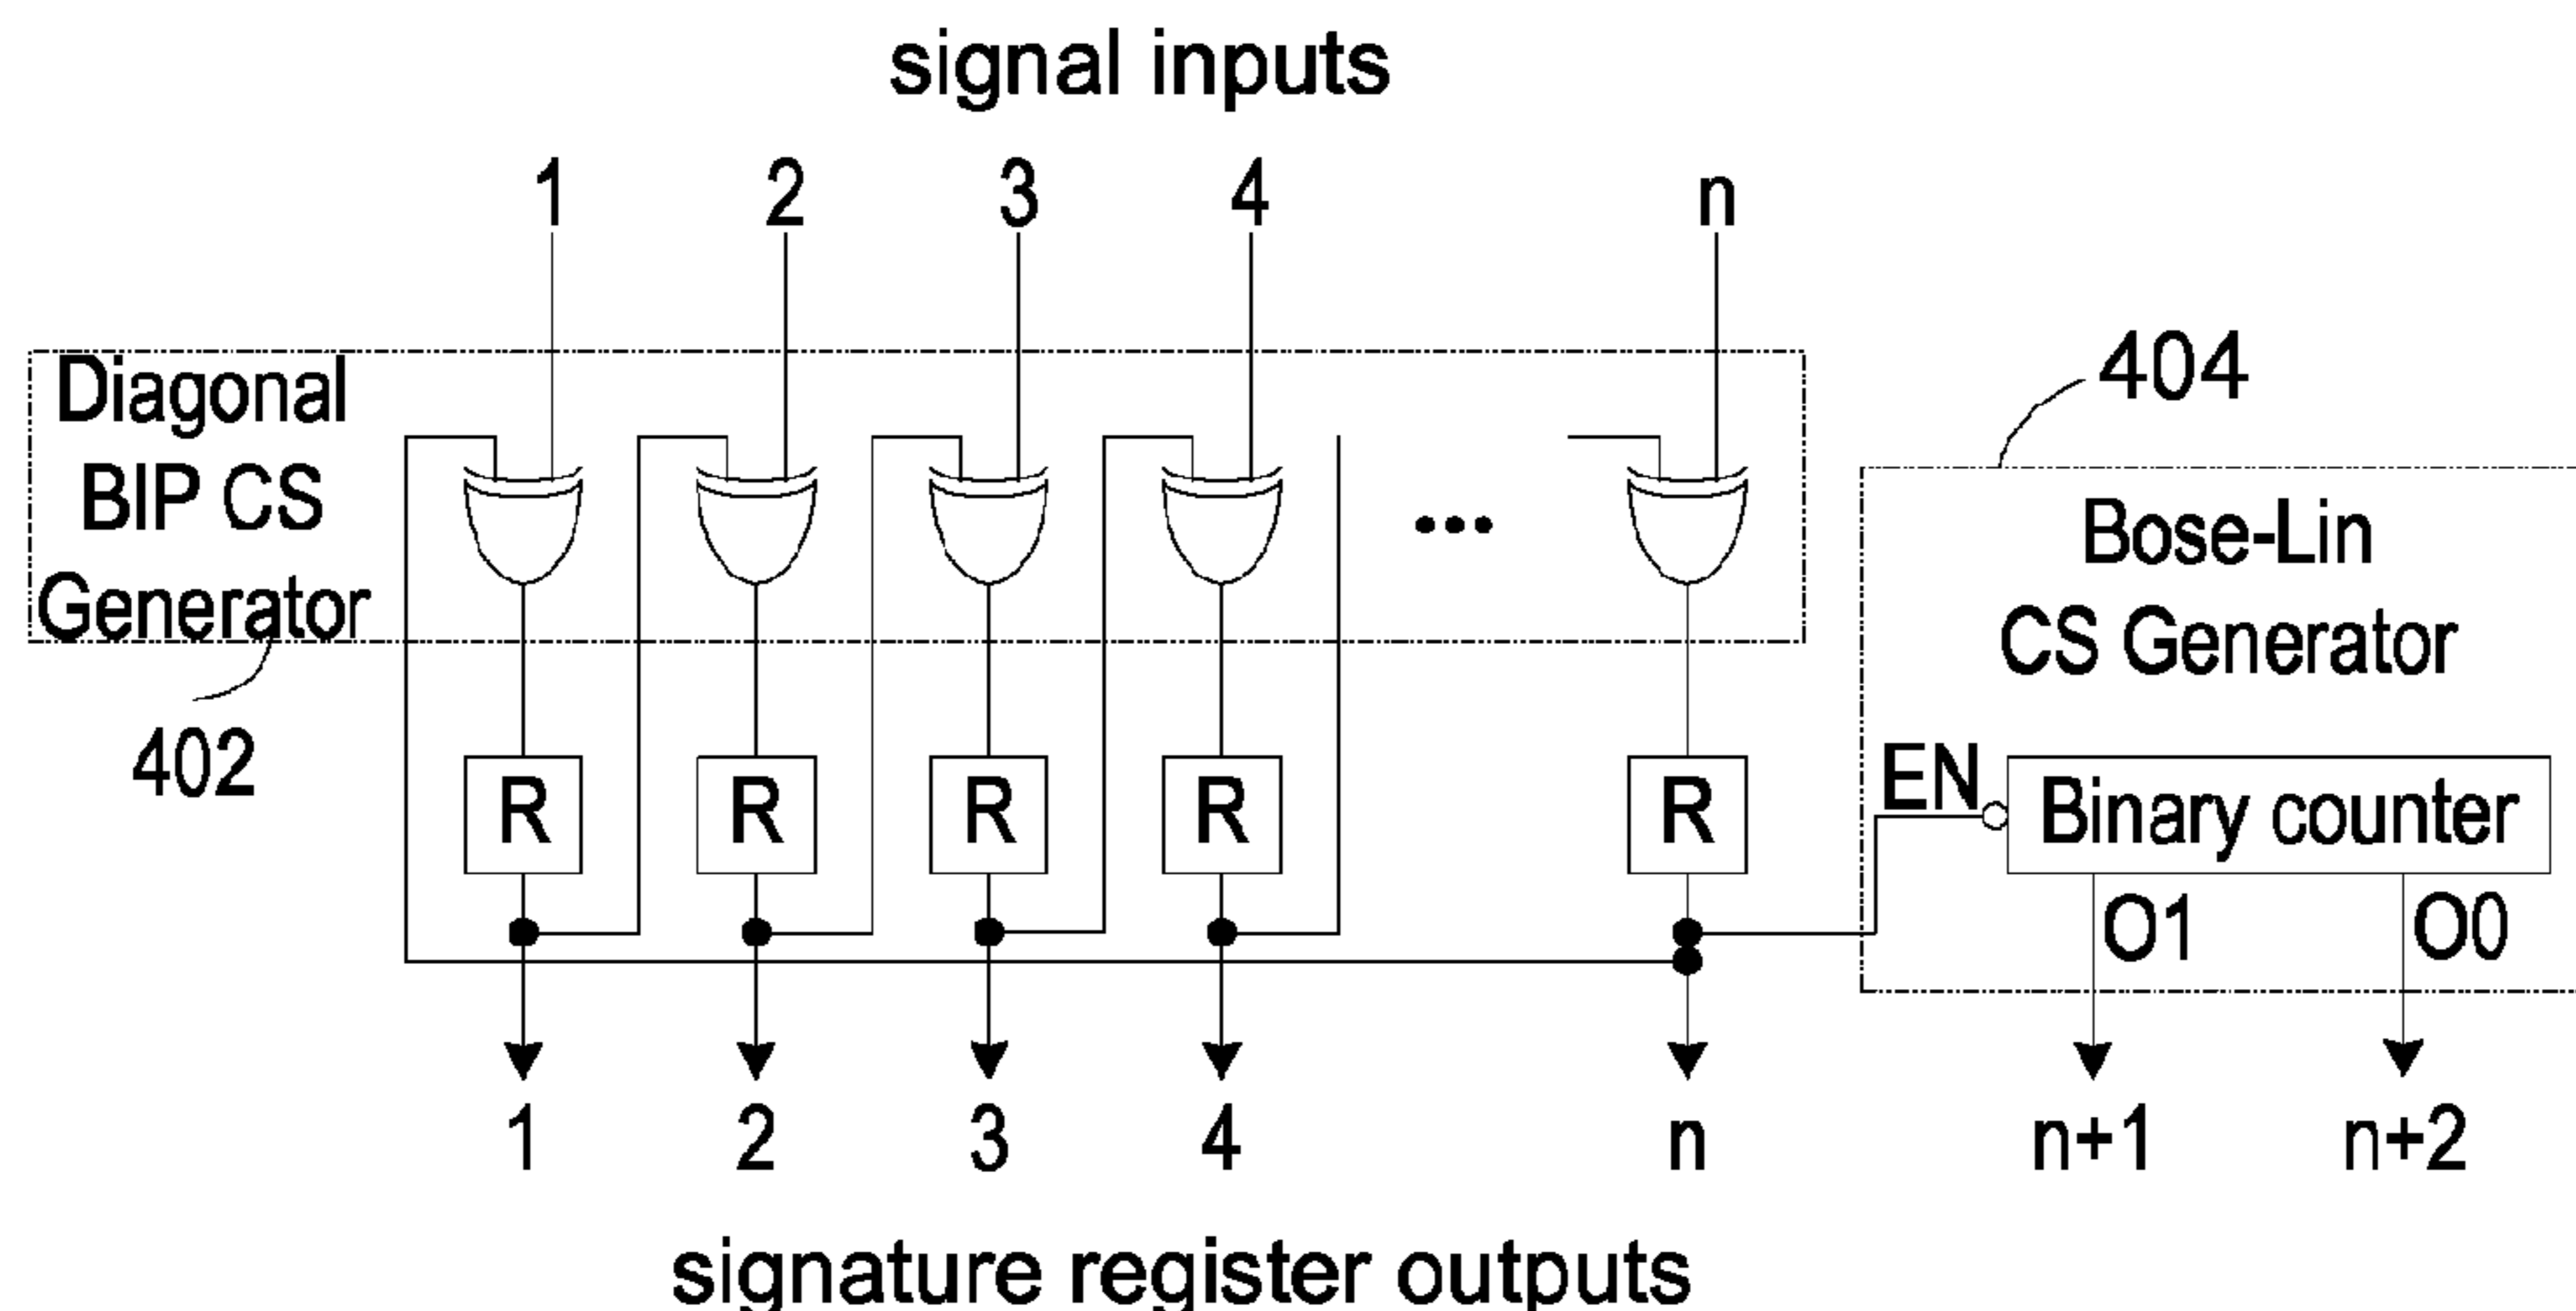 signal inputs
1 2 3 4 n
Diagonal
BIP CS
Generator
402
404
Bose-Lin
CS Generator
•••
R R R R R
EN
Binary counter
O1 O0
1 2 3 4 n n+1 n+2
signature register outputs